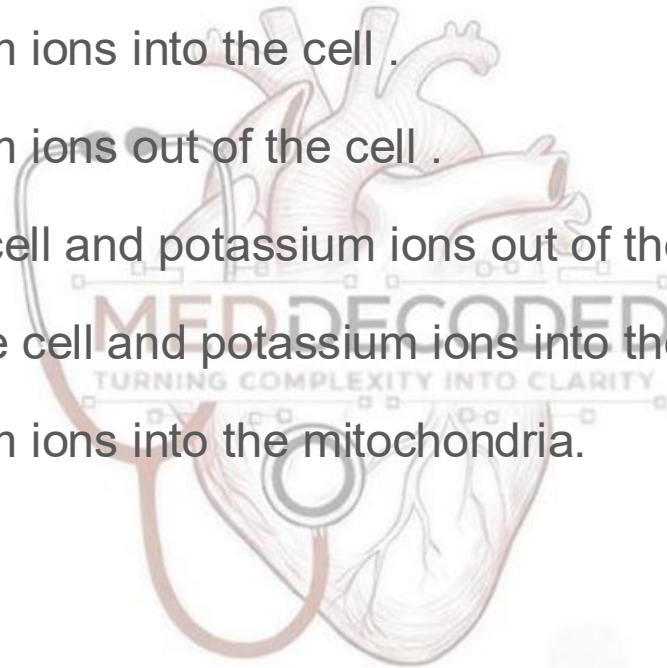 m ions into the cell .
m ions out of the cell .
cell and potassium ions out of the
MEDDECODED
e cell and potassium ions into the
TURNING COMPLEXITY INTO CLARITY
m ions into the mitochondria.